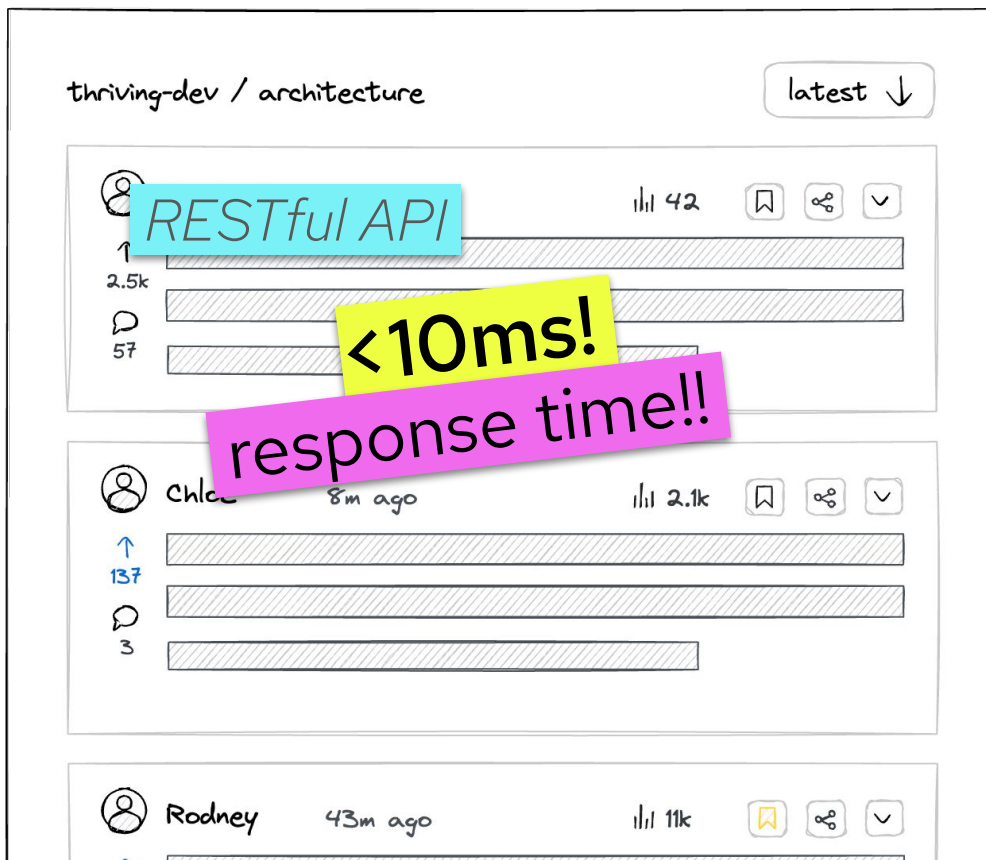 thriving-dev / architecture
latest ↓
RESTful API
42
2.5k
57
<10ms!
response time!!
8m ago
2.1k
137
3
Rodney
43m ago
11k